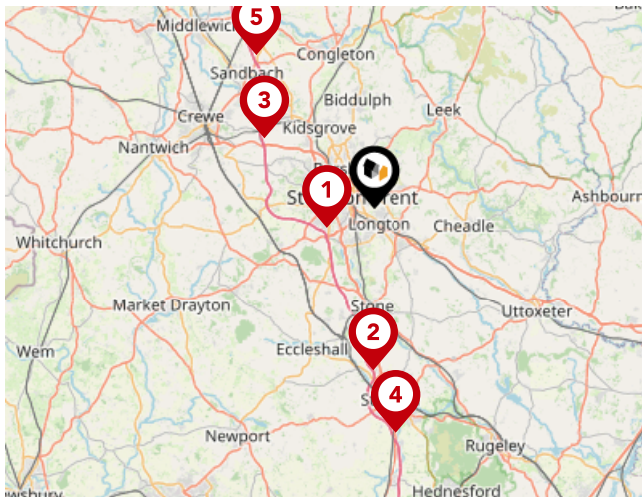 5
Middlewich
Congleton
Sandbach
3
Biddulph
Leek
Crewe
Kidsgrove
Nantwich
1
Ashbourn
Longton
Cheadle
Whitchurch
Market Drayton
Stone
Uttoxeter
2
Eccleshall
Wem
4
Newport
Rugeley
Hednesford